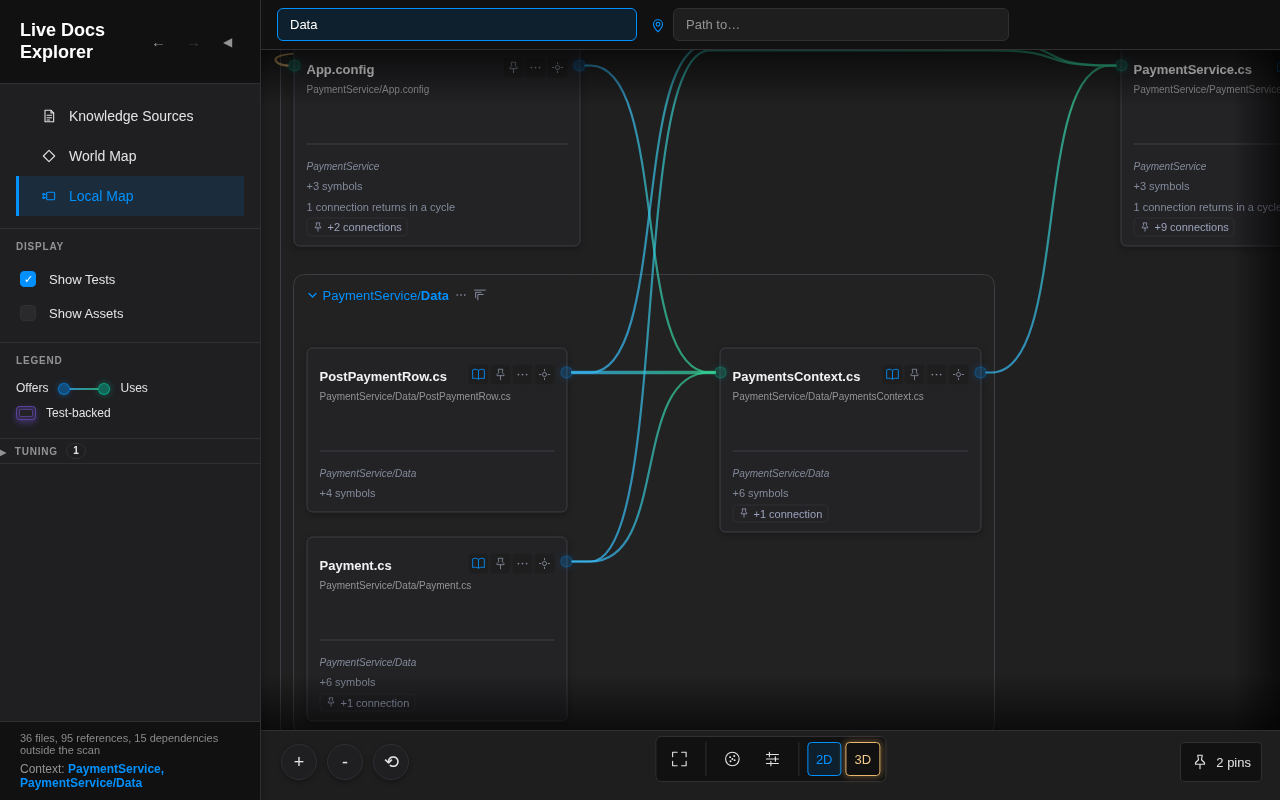 Live Docs
Explorer
Knowledge Sources
World Map
Local Map
DISPLAY
Show Tests
Show Assets
LEGEND
Offers
Uses
Test-backed
TUNING 1
36 files, 95 references, 15 dependencies
outside the scan
Context: PaymentService,
PaymentService/Data
Data
Path to…
App.config
PaymentService/App.config
PaymentService
+3 symbols
1 connection returns in a cycle
+2 connections
PaymentService.cs
PaymentService/PaymentService
PaymentService
+3 symbols
1 connection returns in a cycle
+9 connections
PaymentService/Data
PostPaymentRow.cs
PaymentService/Data/PostPaymentRow.cs
PaymentService/Data
+4 symbols
PaymentsContext.cs
PaymentService/Data/PaymentsContext.cs
PaymentService/Data
+6 symbols
+1 connection
Payment.cs
PaymentService/Data/Payment.cs
PaymentService/Data
+6 symbols
+1 connection
2D
3D
2 pins